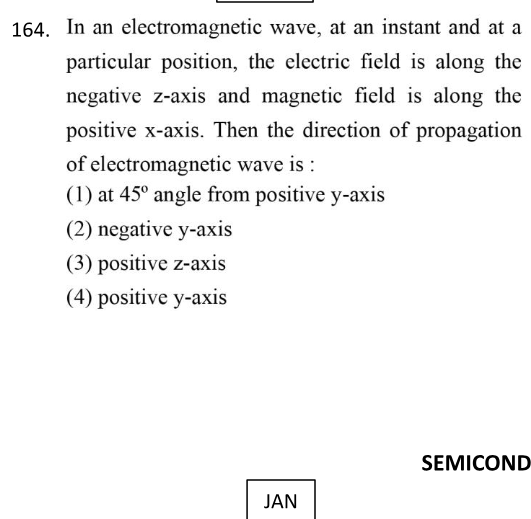 164. In an electromagnetic wave, at an instant and at a
particular position, the electric field is along the
negative z-axis and magnetic field is along the
positive x-axis. Then the direction of propagation
of electromagnetic wave is :
(1) at 45º angle from positive y-axis
(2) negative y-axis
(3) positive z-axis
(4) positive y-axis
SEMICOND
JAN